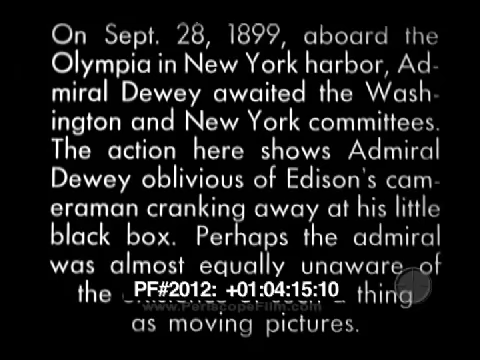 On Sept. 28, 1899, aboard the
Olympia in New York harbor, Ad-
miral Dewey awaited the Wash-
ington and New York committees.
The action here shows Admiral
Dewey oblivious of Edison's cam-
eraman cranking away at his little
black box. Perhaps the admiral
was almost equally unaware of
PF#2012: +01:04:15:10
the existence of such a thing
www.PeriscopeFilm.com
as moving pictures.